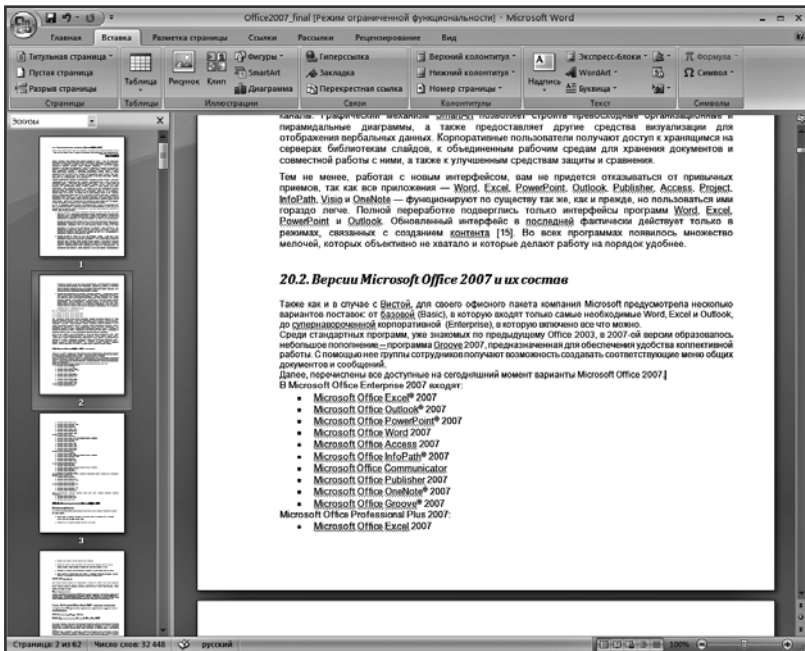 Office2007_final [Режим ограниченной функциональности] - Microsoft Word
Главная Вставка Разметка страницы Ссылки Рассылки Рецензирование Вид
Титульная страница
Пустая страница
Разрыв страницы
Страницы
Таблица
Таблицы
Рисунок
Клип
Фигуры
SmartArt
Диаграмма
Иллюстрации
Гиперссылка
Закладка
Перекрестная ссылка
Связи
Верхний колонтитул
Нижний колонтитул
Номер страницы
Колонтитулы
Надпись
Экспресс-блоки
WordArt
Буквица
Текст
Формула
Символ
Символы
Эскизы
1
2
3
канала. Графический механизм SmartArt позволяет строить превосходные организационные и
пирамидальные диаграммы, а также предоставляет другие средства визуализации для
отображения вербальных данных. Корпоративные пользователи получают доступ к хранящимся на
серверах библиотекам слайдов, к объединенным рабочим средам для хранения документов и
совместной работы с ними, а также к улучшенным средствам защиты и сравнения.
Тем не менее, работая с новым интерфейсом, вам не придется отказываться от привычных
приемов, так как все приложения — Word, Excel, PowerPoint, Outlook, Publisher, Access, Project,
InfoPath, Visio и OneNote — функционируют по существу так же, как и прежде, но пользоваться ими
гораздо легче. Полной переработке подверглись только интерфейсы программ Word, Excel,
PowerPoint и Outlook. Обновленный интерфейс в последней фактически действует только в
режимах, связанных с созданием контента [15]. Во всех программах появилось множество
мелочей, которых объективно не хватало и которые делают работу на порядок удобнее.
20.2. Версии Microsoft Office 2007 и их состав
Также как и в случае с Вистой, для своего офисного пакета компания Microsoft предусмотрела несколько
вариантов поставок: от базовой (Basic), в которую входят только самые необходимые Word, Excel и Outlook,
до супернавороченной корпоративной (Enterprise), в которую включено все что можно.
Среди стандартных программ, уже знакомых по предыдущему Office 2003, в 2007-ой версии образовалось
небольшое пополнение – программа Groove 2007, предназначенная для обеспечения удобства коллективной
работы. С помощью нее группы сотрудников получают возможность создавать соответствующие меню общих
документов и сообщений.
Далее, перечислены все доступные на сегодняшний момент варианты Microsoft Office 2007.
В Microsoft Office Enterprise 2007 входят:
• Microsoft Office Excel® 2007
• Microsoft Office Outlook® 2007
• Microsoft Office PowerPoint® 2007
• Microsoft Office Word 2007
• Microsoft Office Access 2007
• Microsoft Office InfoPath® 2007
• Microsoft Office Communicator
• Microsoft Office Publisher 2007
• Microsoft Office OneNote® 2007
• Microsoft Office Groove® 2007
Microsoft Office Professional Plus 2007:
• Microsoft Office Excel 2007
Страница: 2 из 62 Число слов: 32 448 русский 100%